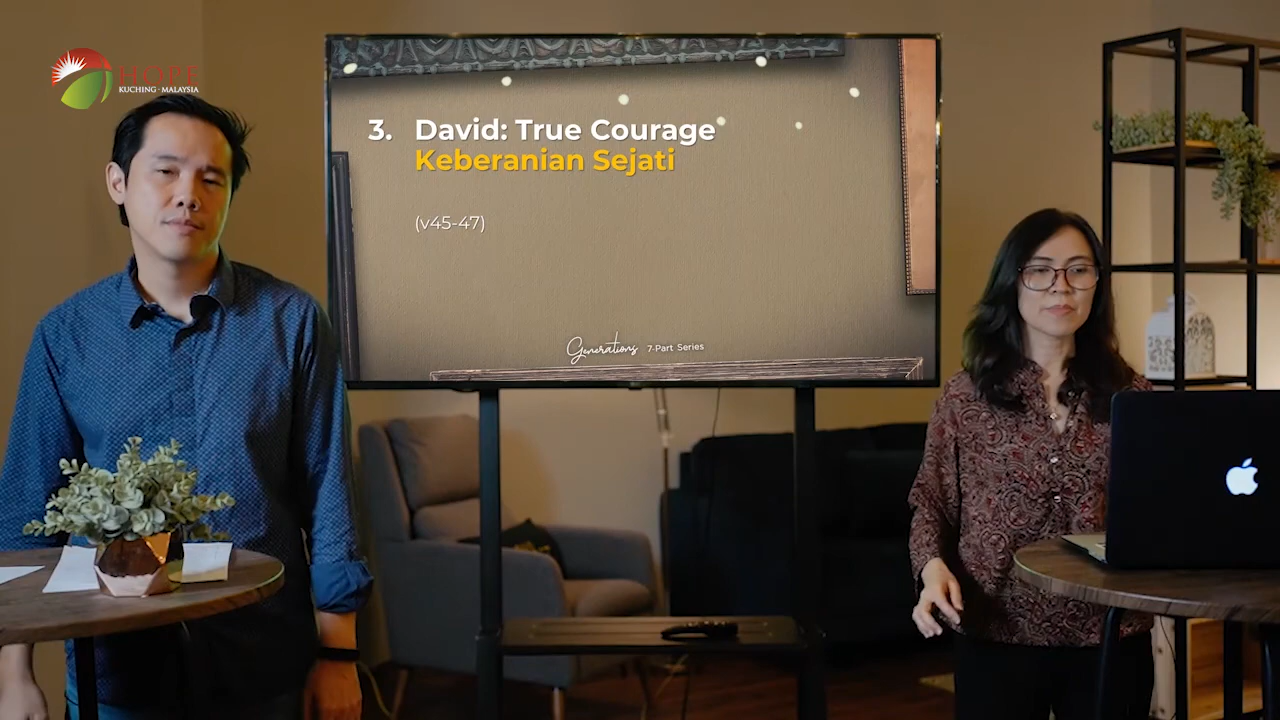 HOPE
KUCHING · MALAYSIA
3. David: True Courage
Keberanian Sejati
(v45-47)
Generations 7-Part Series